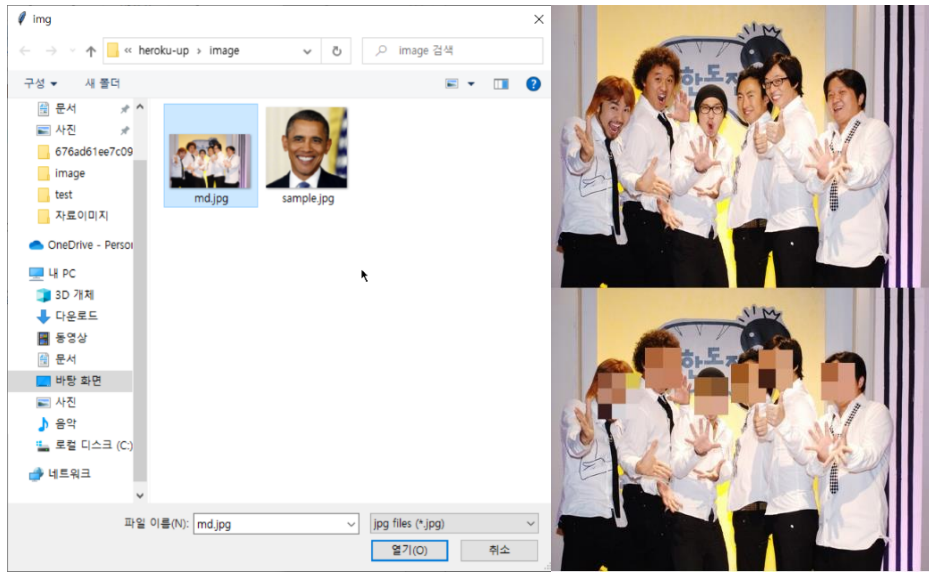 img
« heroku-up › image
image 검색
구성
새 폴더
문서
사진
676ad61ee7c09
image
test
자료이미지
OneDrive - Person
내 PC
3D 개체
다운로드
동영상
문서
바탕 화면
사진
음악
로컬 디스크 (C:)
네트워크
md.jpg
sample.jpg
파일 이름(N):
md.jpg
jpg files (*.jpg)
열기(O)
취소
한도
한도